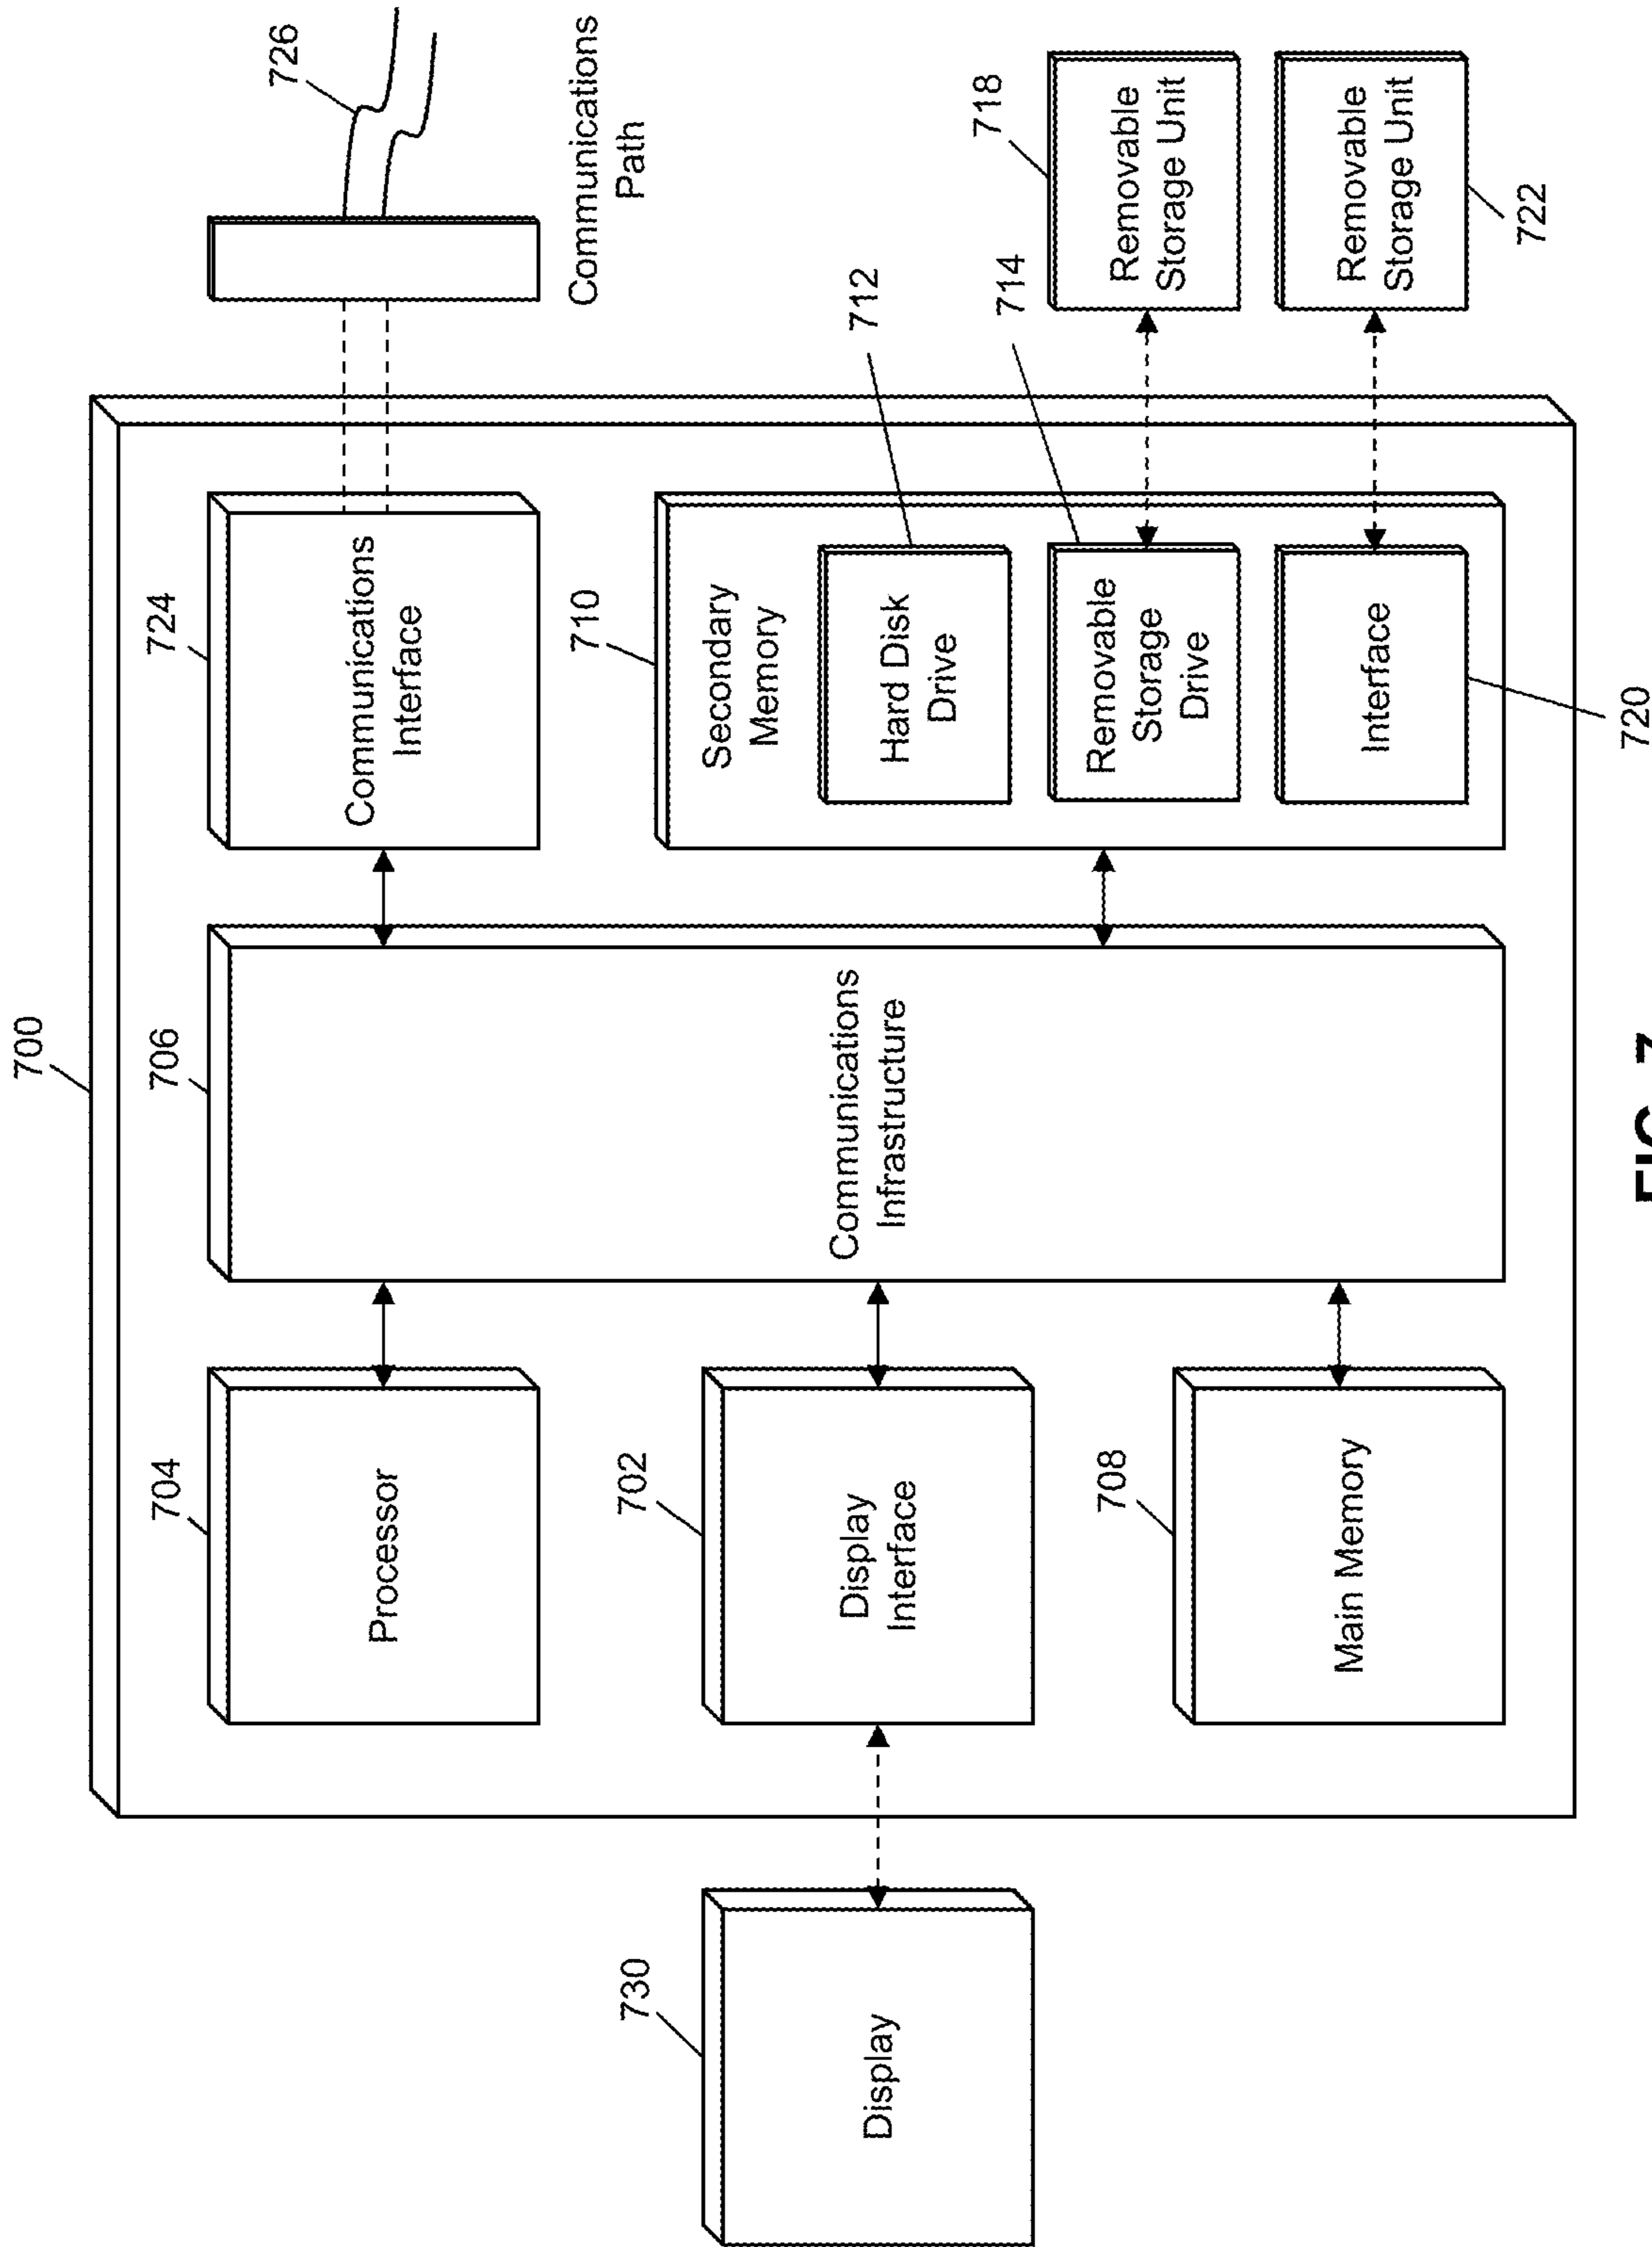 700
704
Processor
706
Communications
Infrastructure
724
Communications
Interface
726
Communications
Path
730
Display
702
Display
Interface
708
Main Memory
710
Secondary
Memory
712
Hard Disk
Drive
714
Removable
Storage
Drive
718
Removable
Storage Unit
Interface
720
Removable
Storage Unit
722
FIG. 7